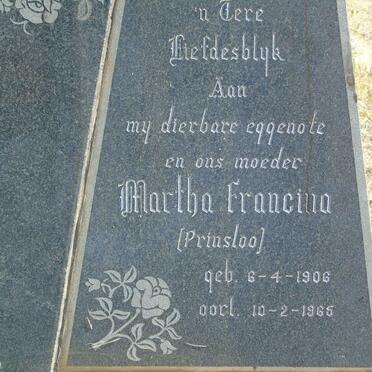 'n Tere
Liefdesblyk
Aan
my dierbare eggenote
en ons moeder
Martha Francina
(Prinsloo)
geb. 6-4-1906
oorl. 10-2-1965